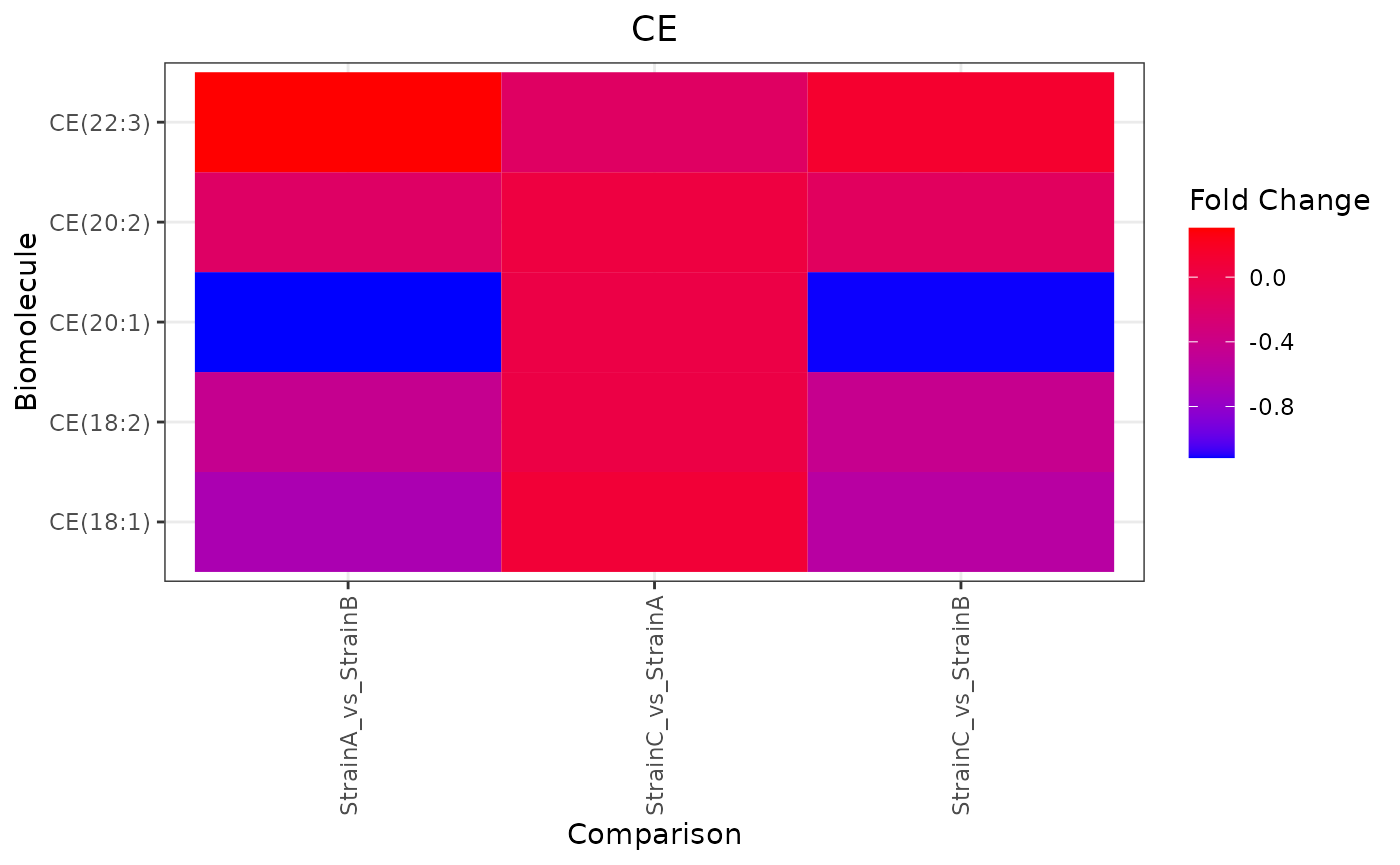 CE
CE(22:3)
CE(20:2)
CE(20:1)
CE(18:2)
CE(18:1)
Biomolecule
StrainA_vs_StrainB
StrainC_vs_StrainA
StrainC_vs_StrainB
Comparison
Fold Change
0.0
-0.4
-0.8